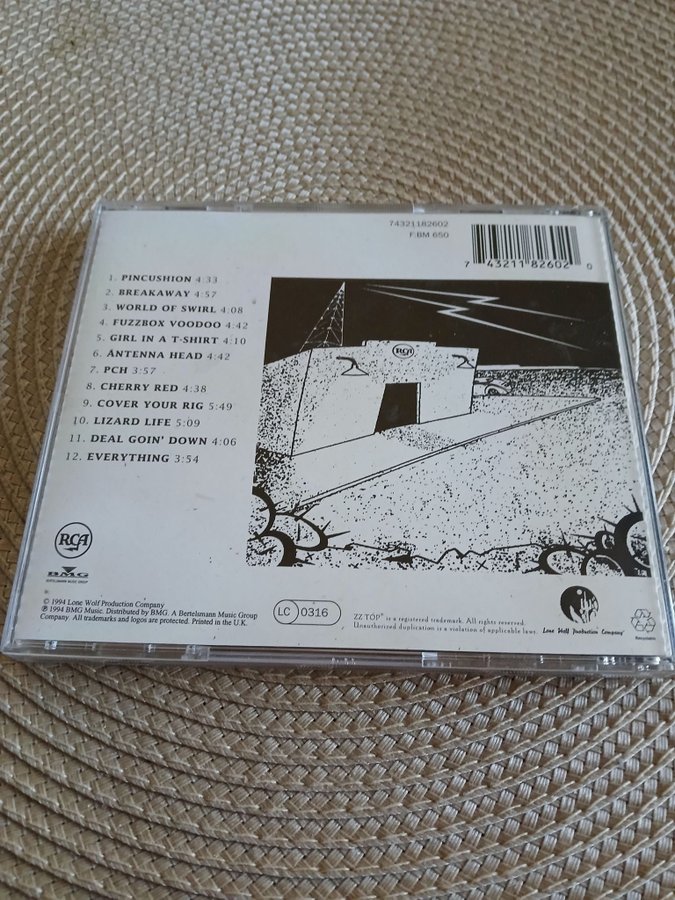 74321182602
F:BM 650
7 43211 82602 0
1. PINCUSHION 4:33
2. BREAKAWAY 4:57
3. WORLD OF SWIRL 4:08
4. FUZZBOX VOODOO 4:42
5. GIRL IN A T-SHIRT 4:10
6. ANTENNA HEAD 4:42
7. PCH 3:57
8. CHERRY RED 4:38
9. COVER YOUR RIG 5:49
10. LIZARD LIFE 5:09
11. DEAL GOIN' DOWN 4:06
12. EVERYTHING 3:54
RCA
RCA
BMG
BERTELSMANN MUSIC GROUP
© 1994 Lone Wolf Production Company
℗ 1994 BMG Music. Distributed by BMG. A Bertelsmann Music Group
Company. All trademarks and logos are protected. Printed in the U.K.
LC 0316
ZZ TOP® is a registered trademark. All rights reserved.
Unauthorized duplication is a violation of applicable laws.
Lone Wolf Production Company
Recyclable